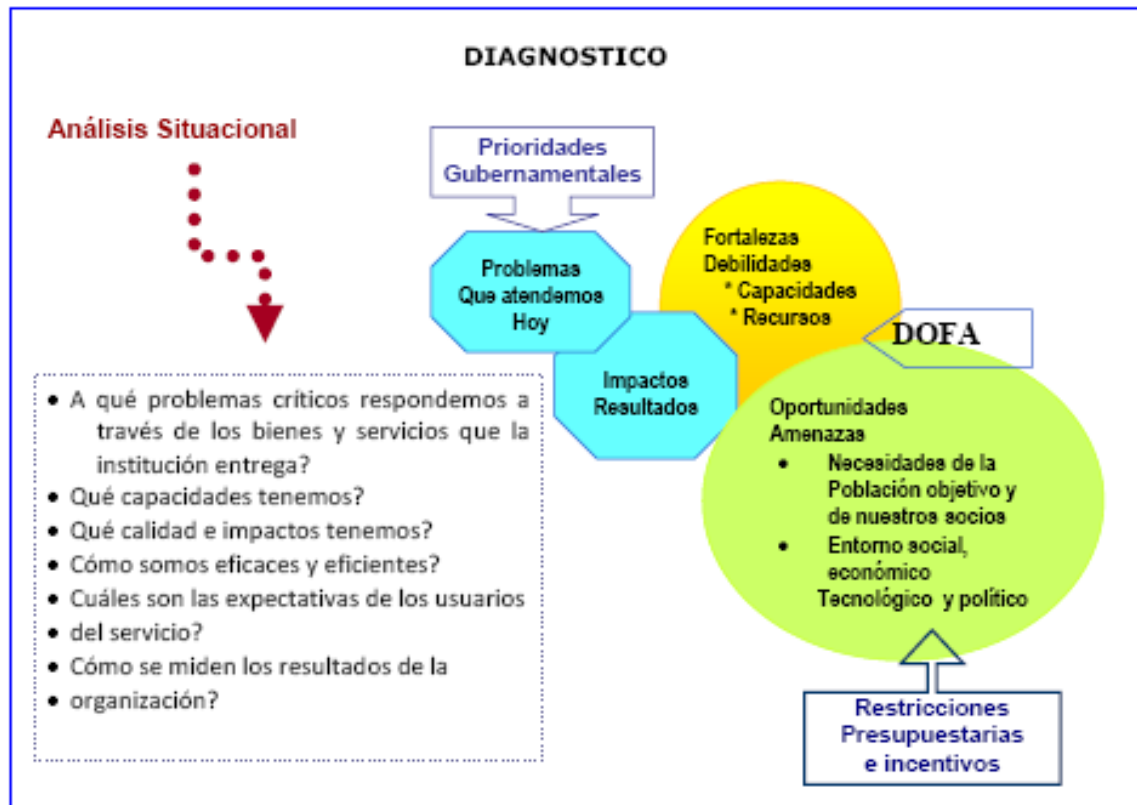 DIAGNOSTICO
Análisis Situacional
Prioridades
Gubernamentales
Problemas
Que atendemos
Hoy
Impactos
Resultados
Fortalezas
Debilidades
* Capacidades
* Recursos
DOFA
Oportunidades
Amenazas
• Necesidades de la
Población objetivo y
de nuestros socios
• Entorno social,
económico
Tecnológico y político
Restricciones
Presupuestarias
e incentivos
• A qué problemas críticos respondemos a
través de los bienes y servicios que la
institución entrega?
• Qué capacidades tenemos?
• Qué calidad e impactos tenemos?
• Cómo somos eficaces y eficientes?
• Cuáles son las expectativas de los usuarios
• del servicio?
• Cómo se miden los resultados de la
• organización?